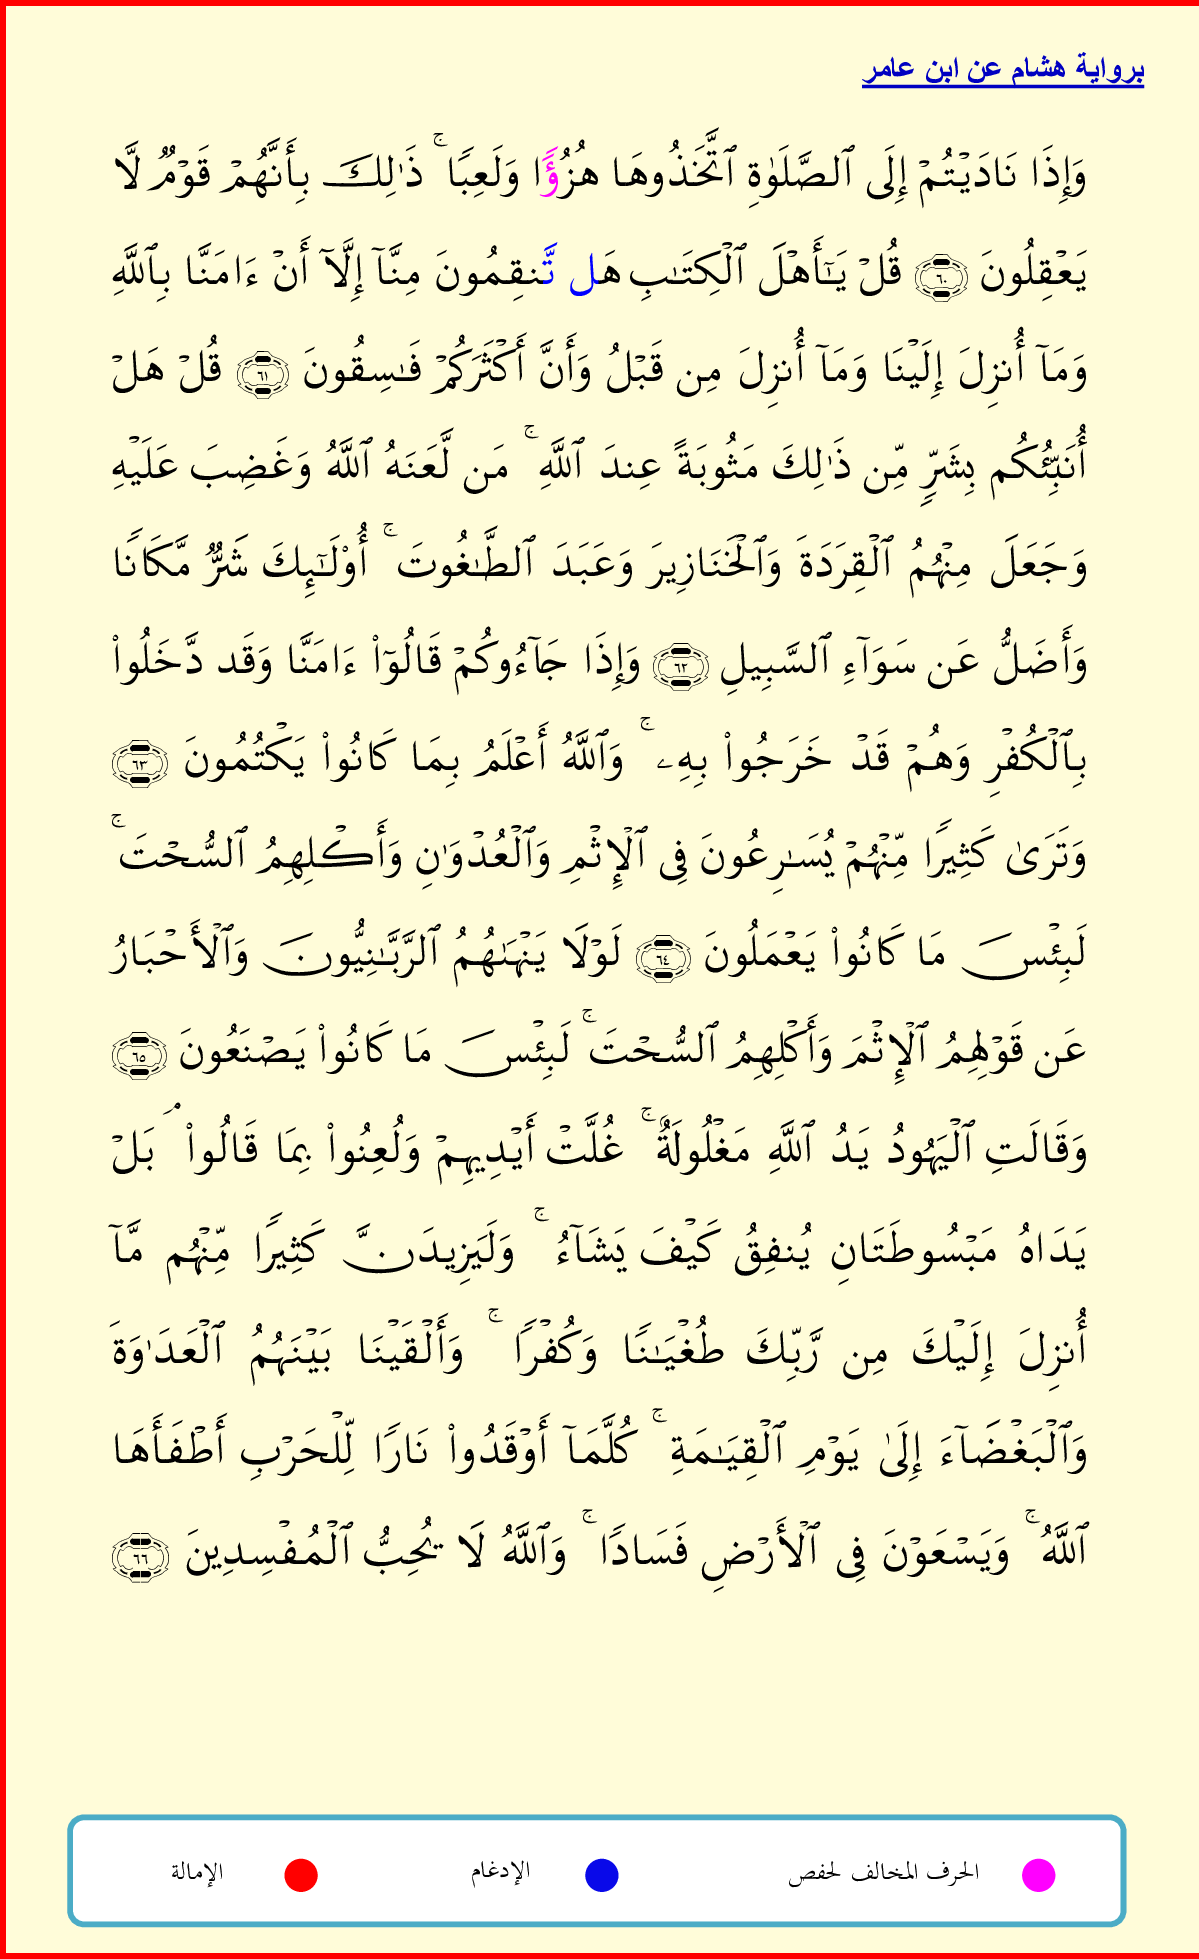 برواية هشام عن ابن عامر
وَإِذَا نَادَيْتُمْ إِلَى ٱلصَّلَوٰةِ ٱتَّخَذُوهَا هُزُؤًا وَلَعِبًا ۚ ذَٰلِكَ بِأَنَّهُمْ قَوْمٌ لَّا
يَعْقِلُونَ ٦٠ قُلْ يَـٰٓأَهْلَ ٱلْكِتَـٰبِ هَل تَّنقِمُونَ مِنَّآ إِلَّآ أَنْ ءَامَنَّا بِٱللَّهِ
وَمَآ أُنزِلَ إِلَيْنَا وَمَآ أُنزِلَ مِن قَبْلُ وَأَنَّ أَكْثَرَكُمْ فَـٰسِقُونَ ٦١ قُلْ هَلْ
أُنَبِّئُكُم بِشَرٍّ مِّن ذَٰلِكَ مَثُوبَةً عِندَ ٱللَّهِ ۚ مَن لَّعَنَهُ ٱللَّهُ وَغَضِبَ عَلَيْهِ
وَجَعَلَ مِنْهُمُ ٱلْقِرَدَةَ وَٱلْخَنَازِيرَ وَعَبَدَ ٱلطَّـٰغُوتَ ۚ أُوْلَـٰٓئِكَ شَرٌّ مَّكَانًا
وَأَضَلُّ عَن سَوَآءِ ٱلسَّبِيلِ ٦٢ وَإِذَا جَآءُوكُمْ قَالُوٓاْ ءَامَنَّا وَقَد دَّخَلُواْ
بِٱلْكُفْرِ وَهُمْ قَدْ خَرَجُواْ بِهِۦ ۚ وَٱللَّهُ أَعْلَمُ بِمَا كَانُواْ يَكْتُمُونَ ٦٣
وَتَرَىٰ كَثِيرًا مِّنْهُمْ يُسَـٰرِعُونَ فِى ٱلْإِثْمِ وَٱلْعُدْوَٰنِ وَأَكْلِهِمُ ٱلسُّحْتَ ۚ
لَبِئْسَ مَا كَانُواْ يَعْمَلُونَ ٦٤ لَوْلَا يَنْهَـٰهُمُ ٱلرَّبَّـٰنِيُّونَ وَٱلْأَحْبَارُ
عَن قَوْلِهِمُ ٱلْإِثْمَ وَأَكْلِهِمُ ٱلسُّحْتَ ۚ لَبِئْسَ مَا كَانُواْ يَصْنَعُونَ ٦٥
وَقَالَتِ ٱلْيَهُودُ يَدُ ٱللَّهِ مَغْلُولَةٌ ۚ غُلَّتْ أَيْدِيهِمْ وَلُعِنُواْ بِمَا قَالُواْ ۘ بَلْ
يَدَاهُ مَبْسُوطَتَانِ يُنفِقُ كَيْفَ يَشَآءُ ۚ وَلَيَزِيدَنَّ كَثِيرًا مِّنْهُم مَّآ
أُنزِلَ إِلَيْكَ مِن رَّبِّكَ طُغْيَـٰنًا وَكُفْرًا ۚ وَأَلْقَيْنَا بَيْنَهُمُ ٱلْعَدَٰوَةَ
وَٱلْبَغْضَآءَ إِلَىٰ يَوْمِ ٱلْقِيَـٰمَةِ ۚ كُلَّمَآ أَوْقَدُواْ نَارًا لِّلْحَرْبِ أَطْفَأَهَا
ٱللَّهُ ۚ وَيَسْعَوْنَ فِى ٱلْأَرْضِ فَسَادًا ۚ وَٱللَّهُ لَا يُحِبُّ ٱلْمُفْسِدِينَ ٦٦
الحرف المخالف لحفص الإدغام الإمالة